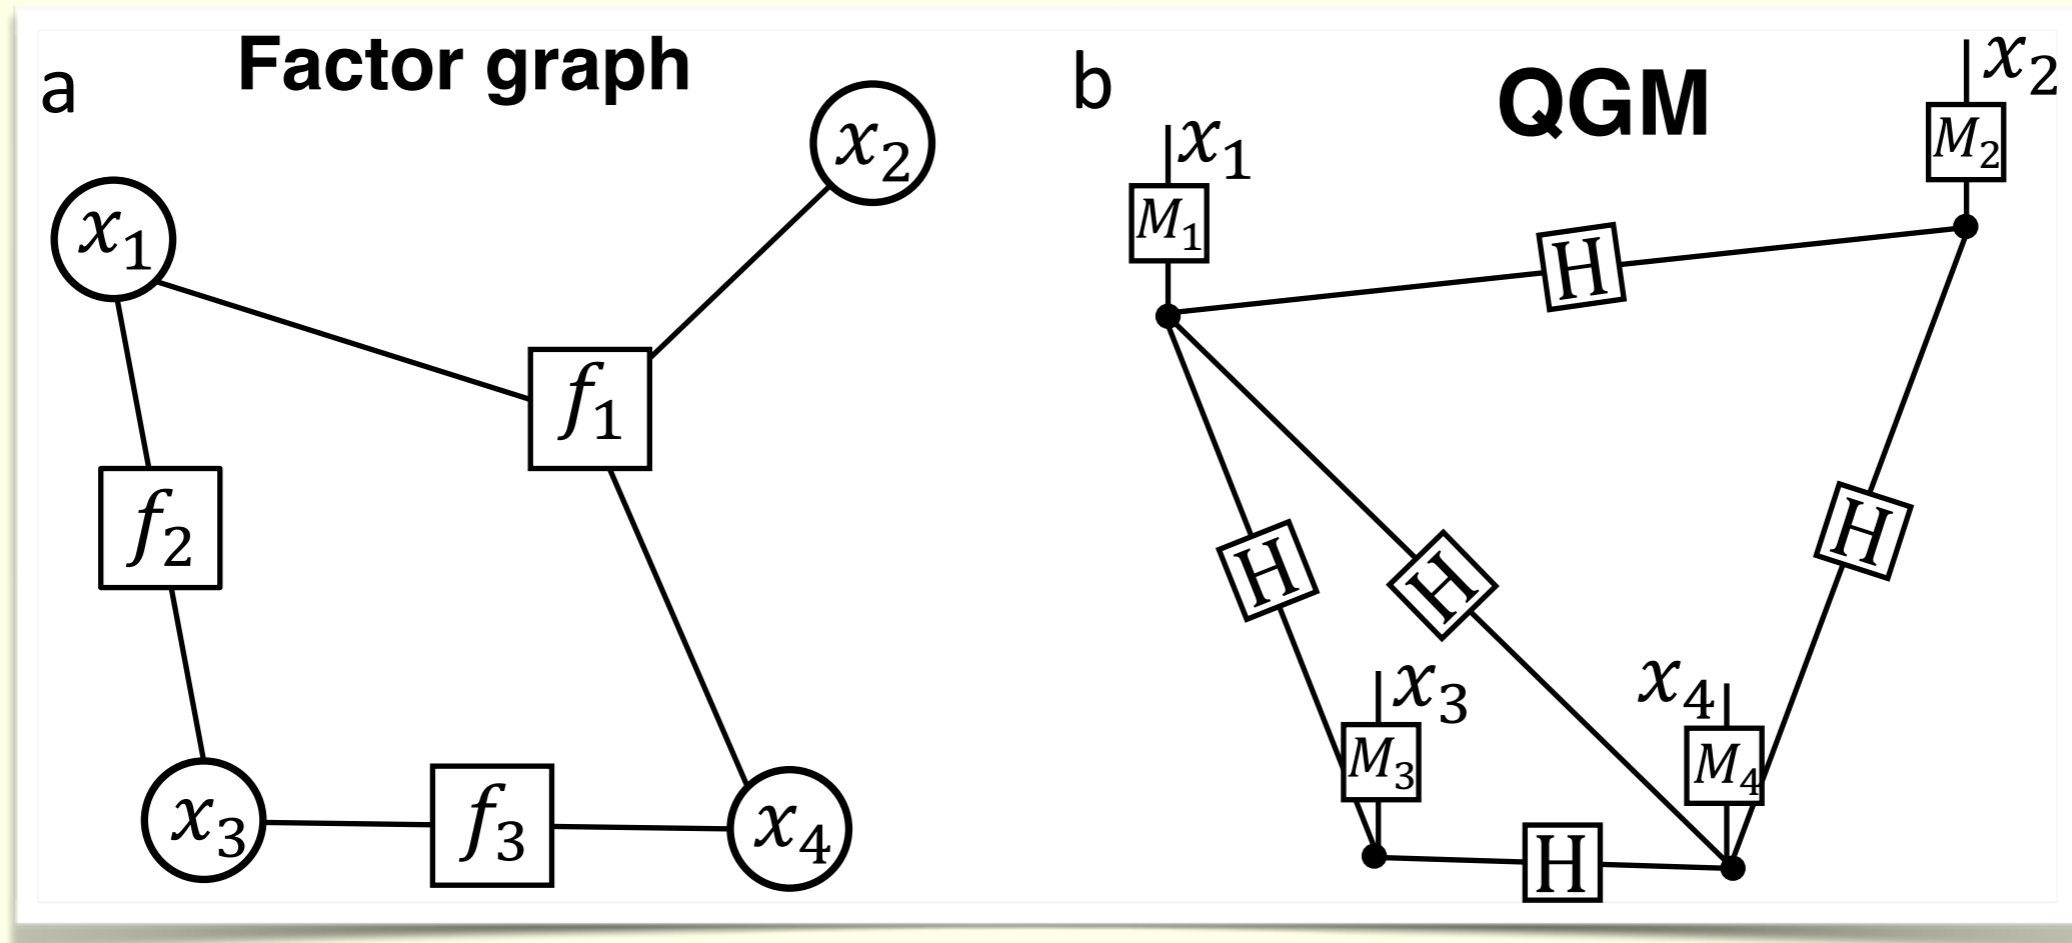 a
Factor graph
x₁
x₂
f₁
f₂
x₃
f₃
x₄
b
QGM
x₁
M₁
x₂
M₂
H
H
H
H
x₃
M₃
x₄
M₄
H